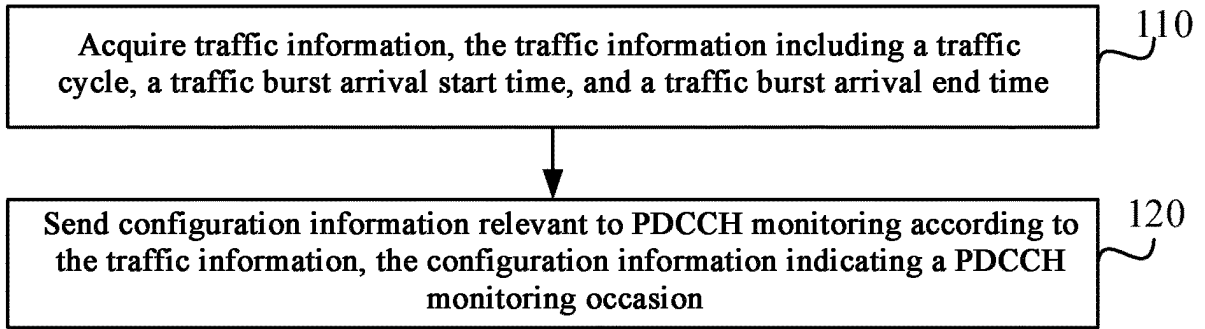 Acquire traffic information, the traffic information including a traffic
cycle, a traffic burst arrival start time, and a traffic burst arrival end time
110
Send configuration information relevant to PDCCH monitoring according to
the traffic information, the configuration information indicating a PDCCH
monitoring occasion
120